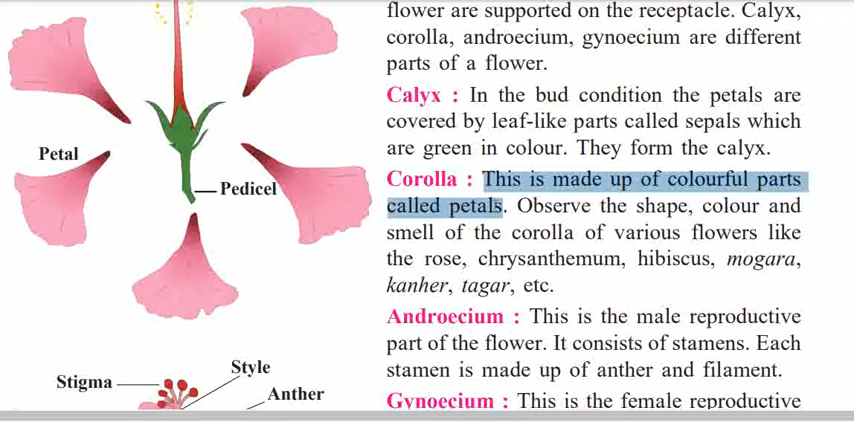 flower are supported on the receptacle. Calyx,
corolla, androecium, gynoecium are different
parts of a flower.
Calyx : In the bud condition the petals are
covered by leaf-like parts called sepals which
are green in colour. They form the calyx.
Corolla : This is made up of colourful parts
called petals. Observe the shape, colour and
smell of the corolla of various flowers like
the rose, chrysanthemum, hibiscus, mogara,
kanher, tagar, etc.
Androecium : This is the male reproductive
part of the flower. It consists of stamens. Each
stamen is made up of anther and filament.
Gynoecium : This is the female reproductive
Petal
Pedicel
Style
Stigma
Anther